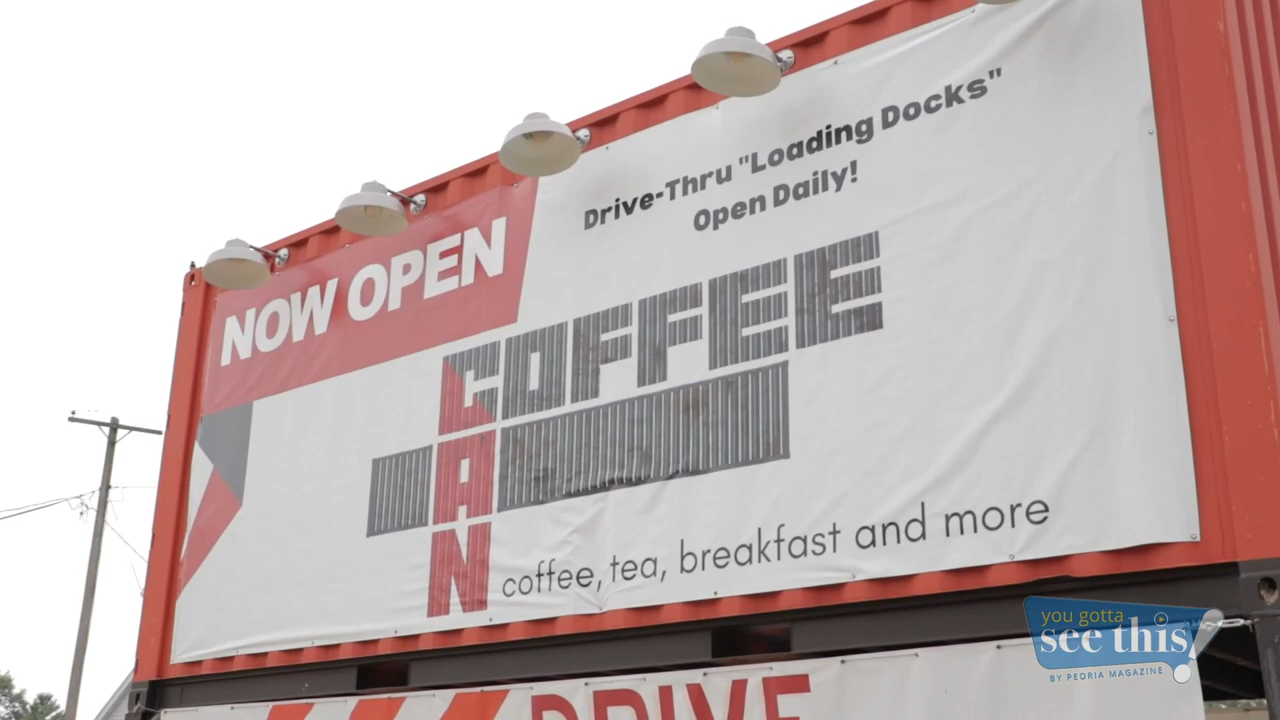 Drive-Thru "Loading Docks"
Open Daily!
NOW OPEN
COFFEE
CAN
coffee, tea, breakfast and more
DRIVE
you gotta
see this!
BY PEORIA MAGAZINE